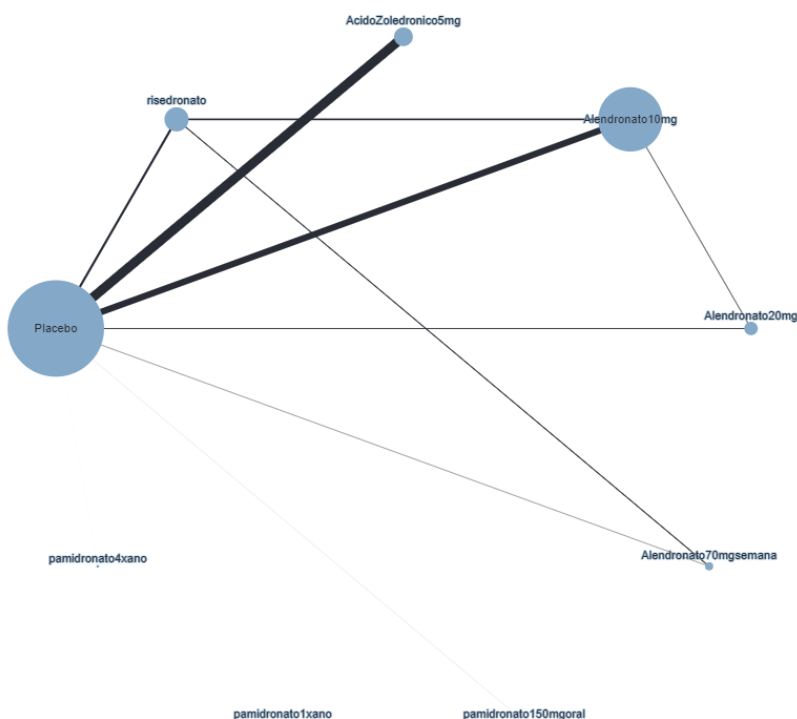 AcidoZoledronico5mg
risedronato
Alendronato10mg
Alendronato20mg
Placebo
Alendronato70mgsemana
pamidronato4xano
pamidronato1xano
pamidronato150mgoral